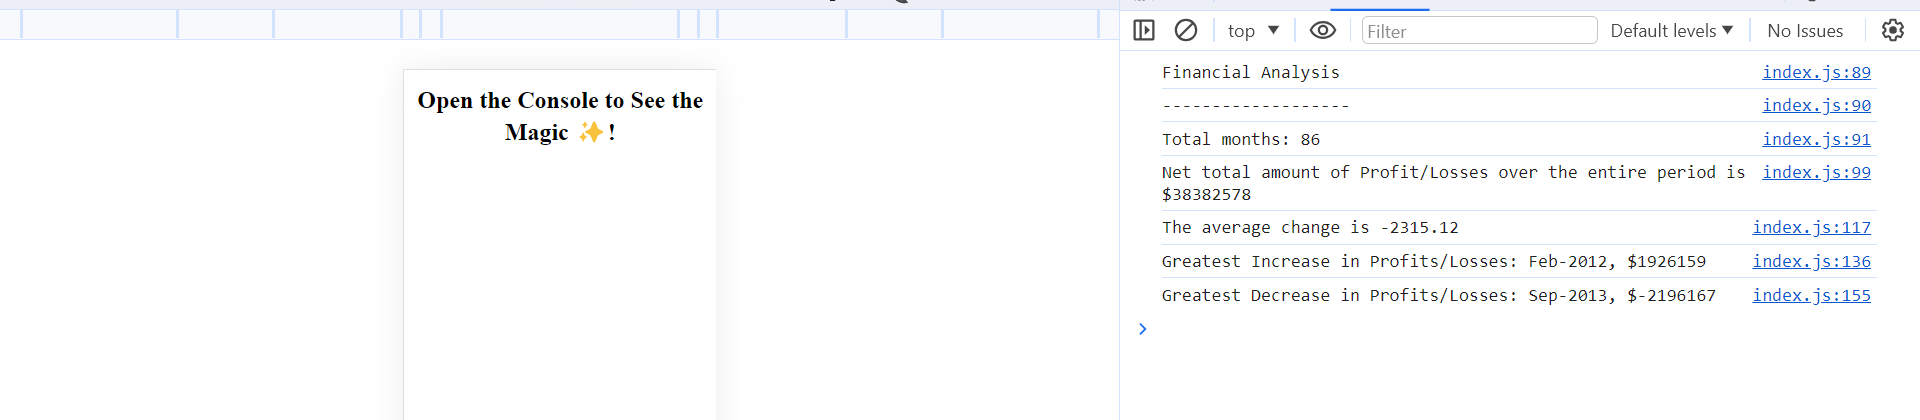 top
Filter
Default levels
No Issues
Open the Console to See the
Magic ✨ !
Financial Analysis index.js:89
------------------- index.js:90
Total months: 86 index.js:91
Net total amount of Profit/Losses over the entire period is index.js:99
$38382578
The average change is -2315.12 index.js:117
Greatest Increase in Profits/Losses: Feb-2012, $1926159 index.js:136
Greatest Decrease in Profits/Losses: Sep-2013, $-2196167 index.js:155